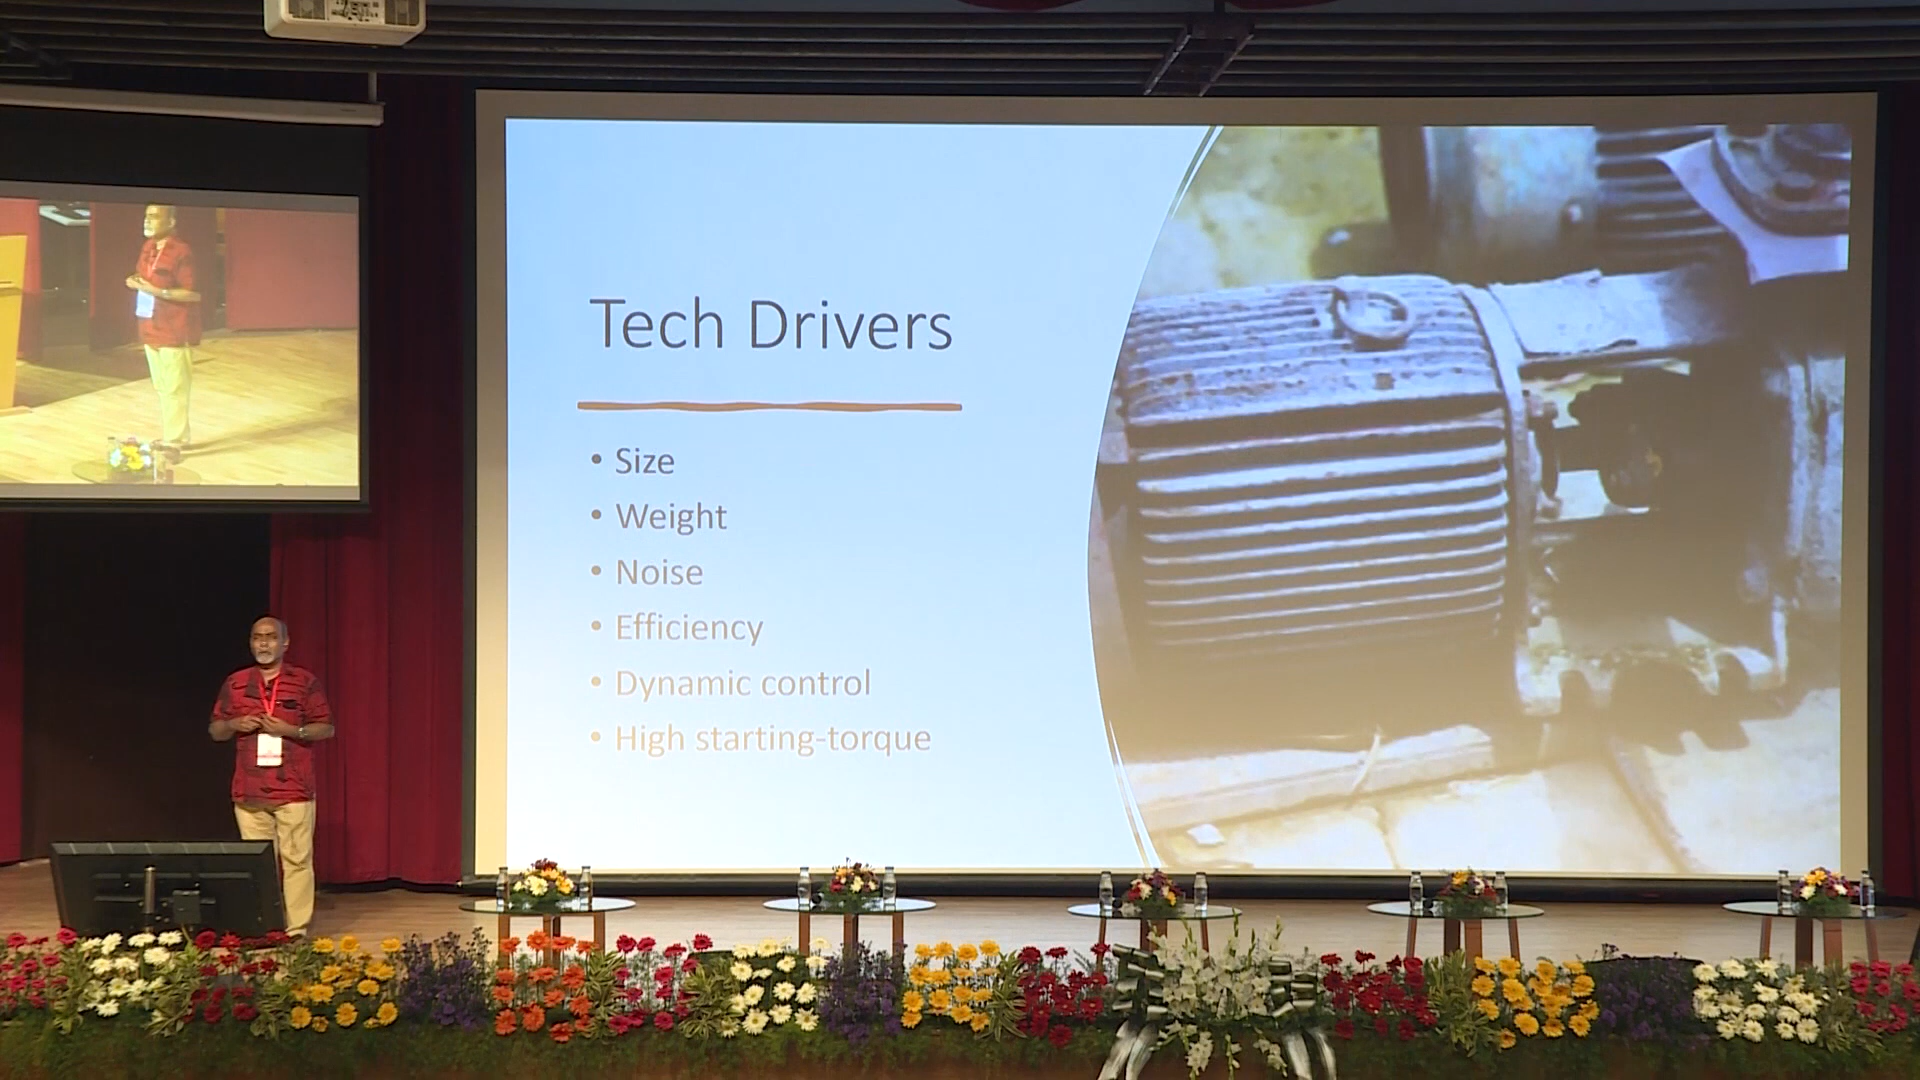 Tech Drivers
• Size
• Weight
• Noise
• Efficiency
• Dynamic control
• High starting-torque